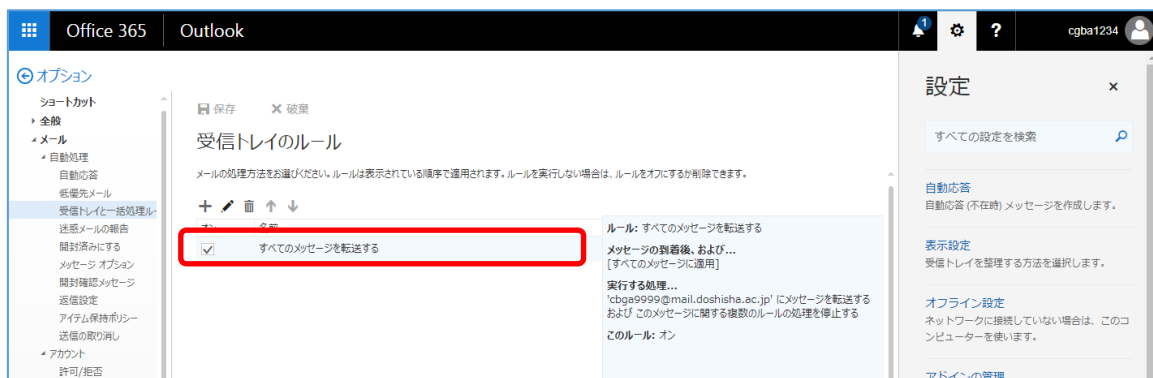 Office 365 Outlook 1 ? cgba1234
オプション
ショートカット
全般
メール
自動処理
自動応答
低優先メール
受信トレイと一括処理ルー
迷惑メールの報告
開封済みにする
メッセージ オプション
開封確認メッセージ
返信設定
アイテム保持ポリシー
送信の取り消し
アカウント
許可/拒否
保存 破棄
受信トレイのルール
メールの処理方法をお選びください。ルールは表示されている順序で適用されます。ルールを実行しない場合は、ルールをオフにするか削除できます。
オン 名前
すべてのメッセージを転送する
ルール: すべてのメッセージを転送する
メッセージの到着後、および...
[すべてのメッセージに適用]
実行する処理...
'cbga9999@mail.doshisha.ac.jp' にメッセージを転送する
および このメッセージに関する複数のルールの処理を停止する
このルール: オン
設定
すべての設定を検索
自動応答
自動応答 (不在時) メッセージを作成します。
表示設定
受信トレイを整理する方法を選択します。
オフライン設定
ネットワークに接続していない場合は、このコ
ンピューターを使います。
アドインの管理